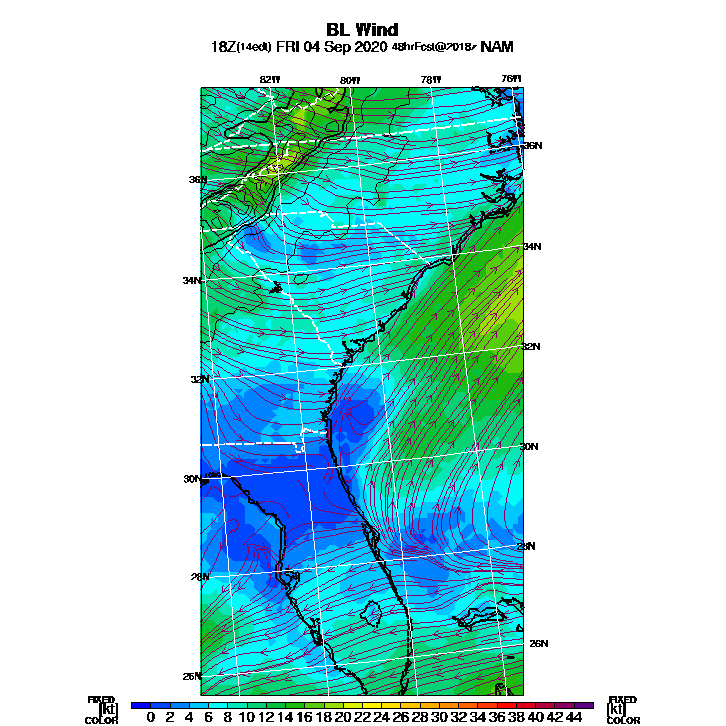 BL Wind
18Z(14edt) FRI 04 Sep 2020 48hrFcst@2018z NAM
82W 80W 78W 76W
36N
36N
34N
34N
32N
32N
30N
30N
28N
28N
26N
26N
FIXED FIXED
[kt] 0 2 4 6 8 10 12 14 16 18 20 22 24 26 28 30 32 34 36 38 40 42 44 [kt]
COLOR COLOR